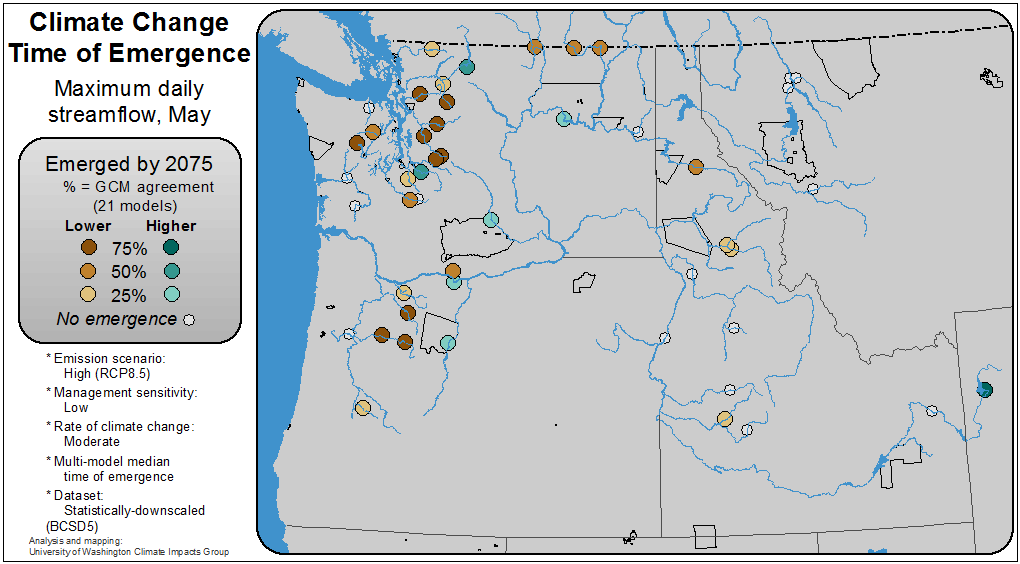 Climate Change
Time of Emergence
Maximum daily
streamflow, May
Emerged by 2075
% = GCM agreement
(21 models)
Lower Higher
75%
50%
25%
No emergence
* Emission scenario:
High (RCP8.5)
* Management sensitivity:
Low
* Rate of climate change:
Moderate
* Multi-model median
time of emergence
* Dataset:
Statistically-downscaled
(BCSD5)
Analysis and mapping:
University of Washington Climate Impacts Group